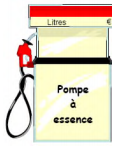 Litres €
Pompe
à
essence